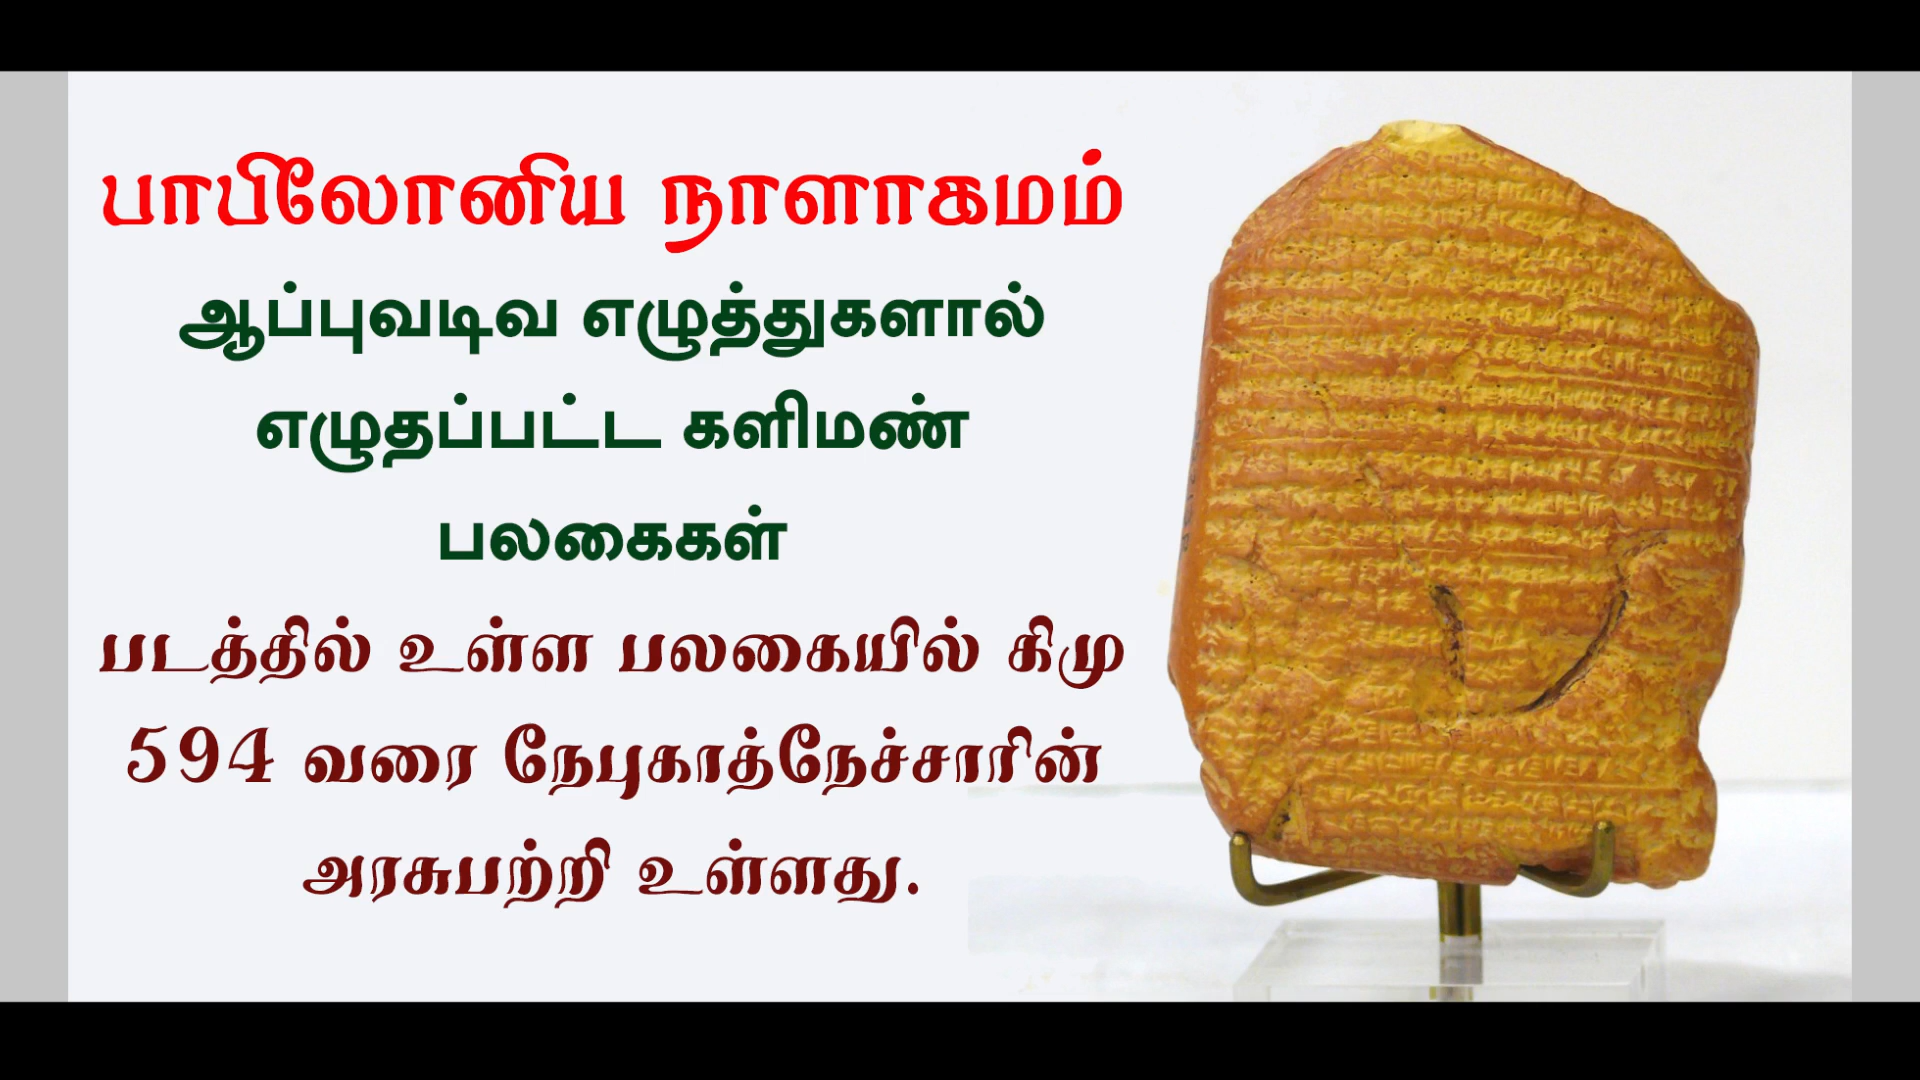 பாபிலோனிய நாளாகமம்
ஆப்புவடிவ எழுத்துகளால்
எழுதப்பட்ட களிமண்
பலகைகள்
படத்தில் உள்ள பலகையில் கிமு
594 வரை நேபுகாத்நேச்சாரின்
அரசுபற்றி உள்ளது.